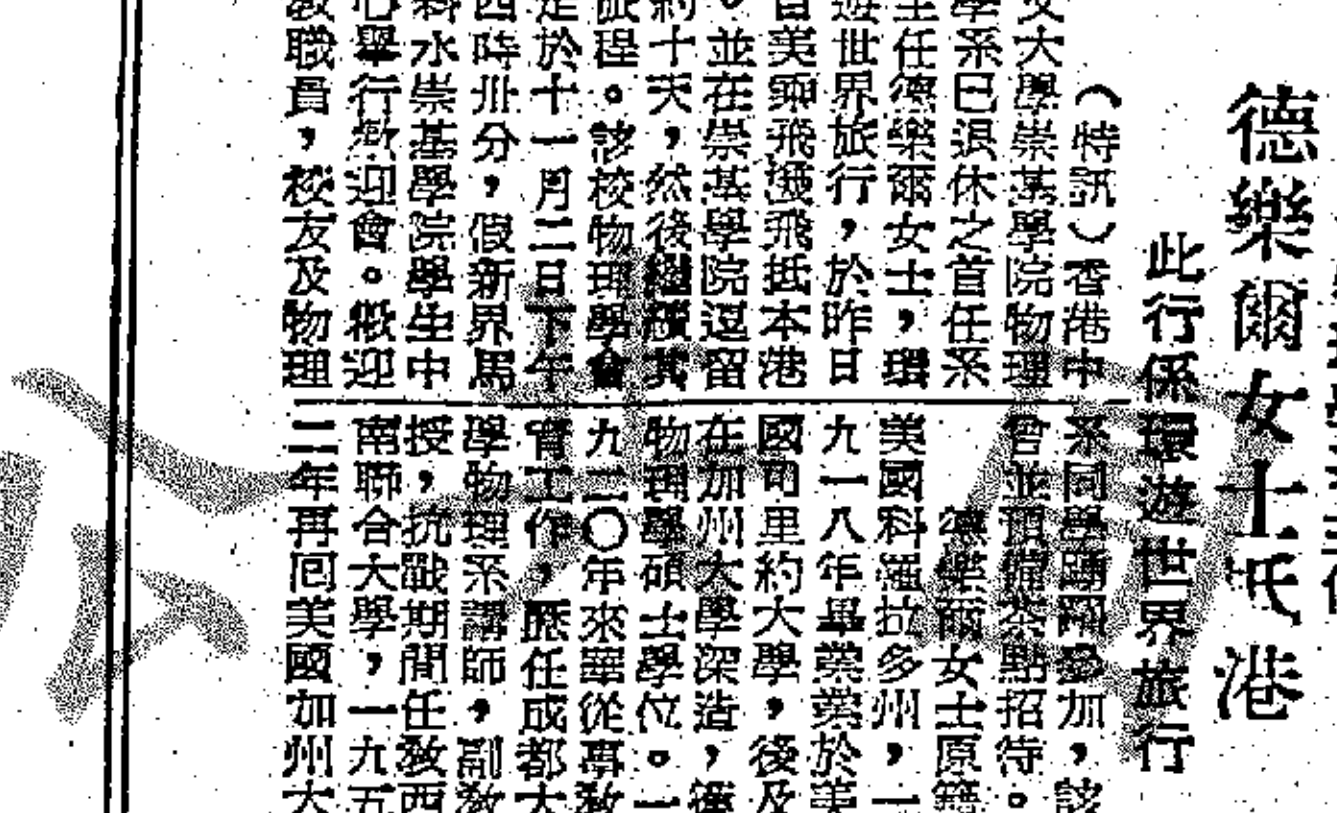 德樂爾女士氏港
此行係環遊世界旅行
(特訊)香港中
文大學崇基學院物理
學系已退休之首任系
主任德樂爾女士,環
遊世界旅行,於昨日
美乘飛機飛抵本港
。並在崇基學院逗留
約十天,然後繼續其
旅程。該校物理學會
定於十一月二日下午
四時卅分,假新界馬
料水崇基學院學生中
心舉行歡迎會。歡迎
教職員,校友及物理
系同學踴躍參加,該
會並預備茶點招待。
德樂爾女士原籍
美國科羅拉多州,一
九一八年畢業於美
國司里約大學,後及
在加州大學深造,獲
物理學碩士學位。一
九二〇年來華從事教
育工作,歷任成都大
學物理系講師,副教
授,抗戰期間任教西
南聯合大學,一九五
二年再回美國加州大